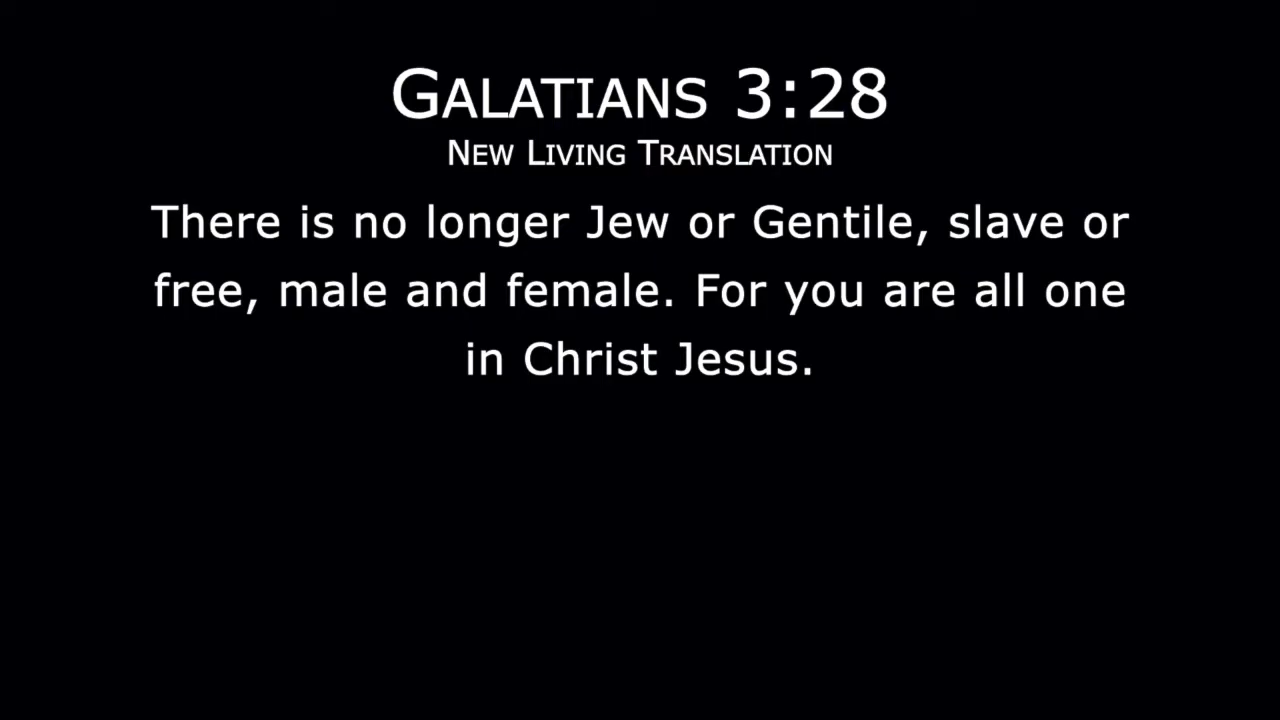 Galatians 3:28
New Living Translation
There is no longer Jew or Gentile, slave or
free, male and female. For you are all one
in Christ Jesus.